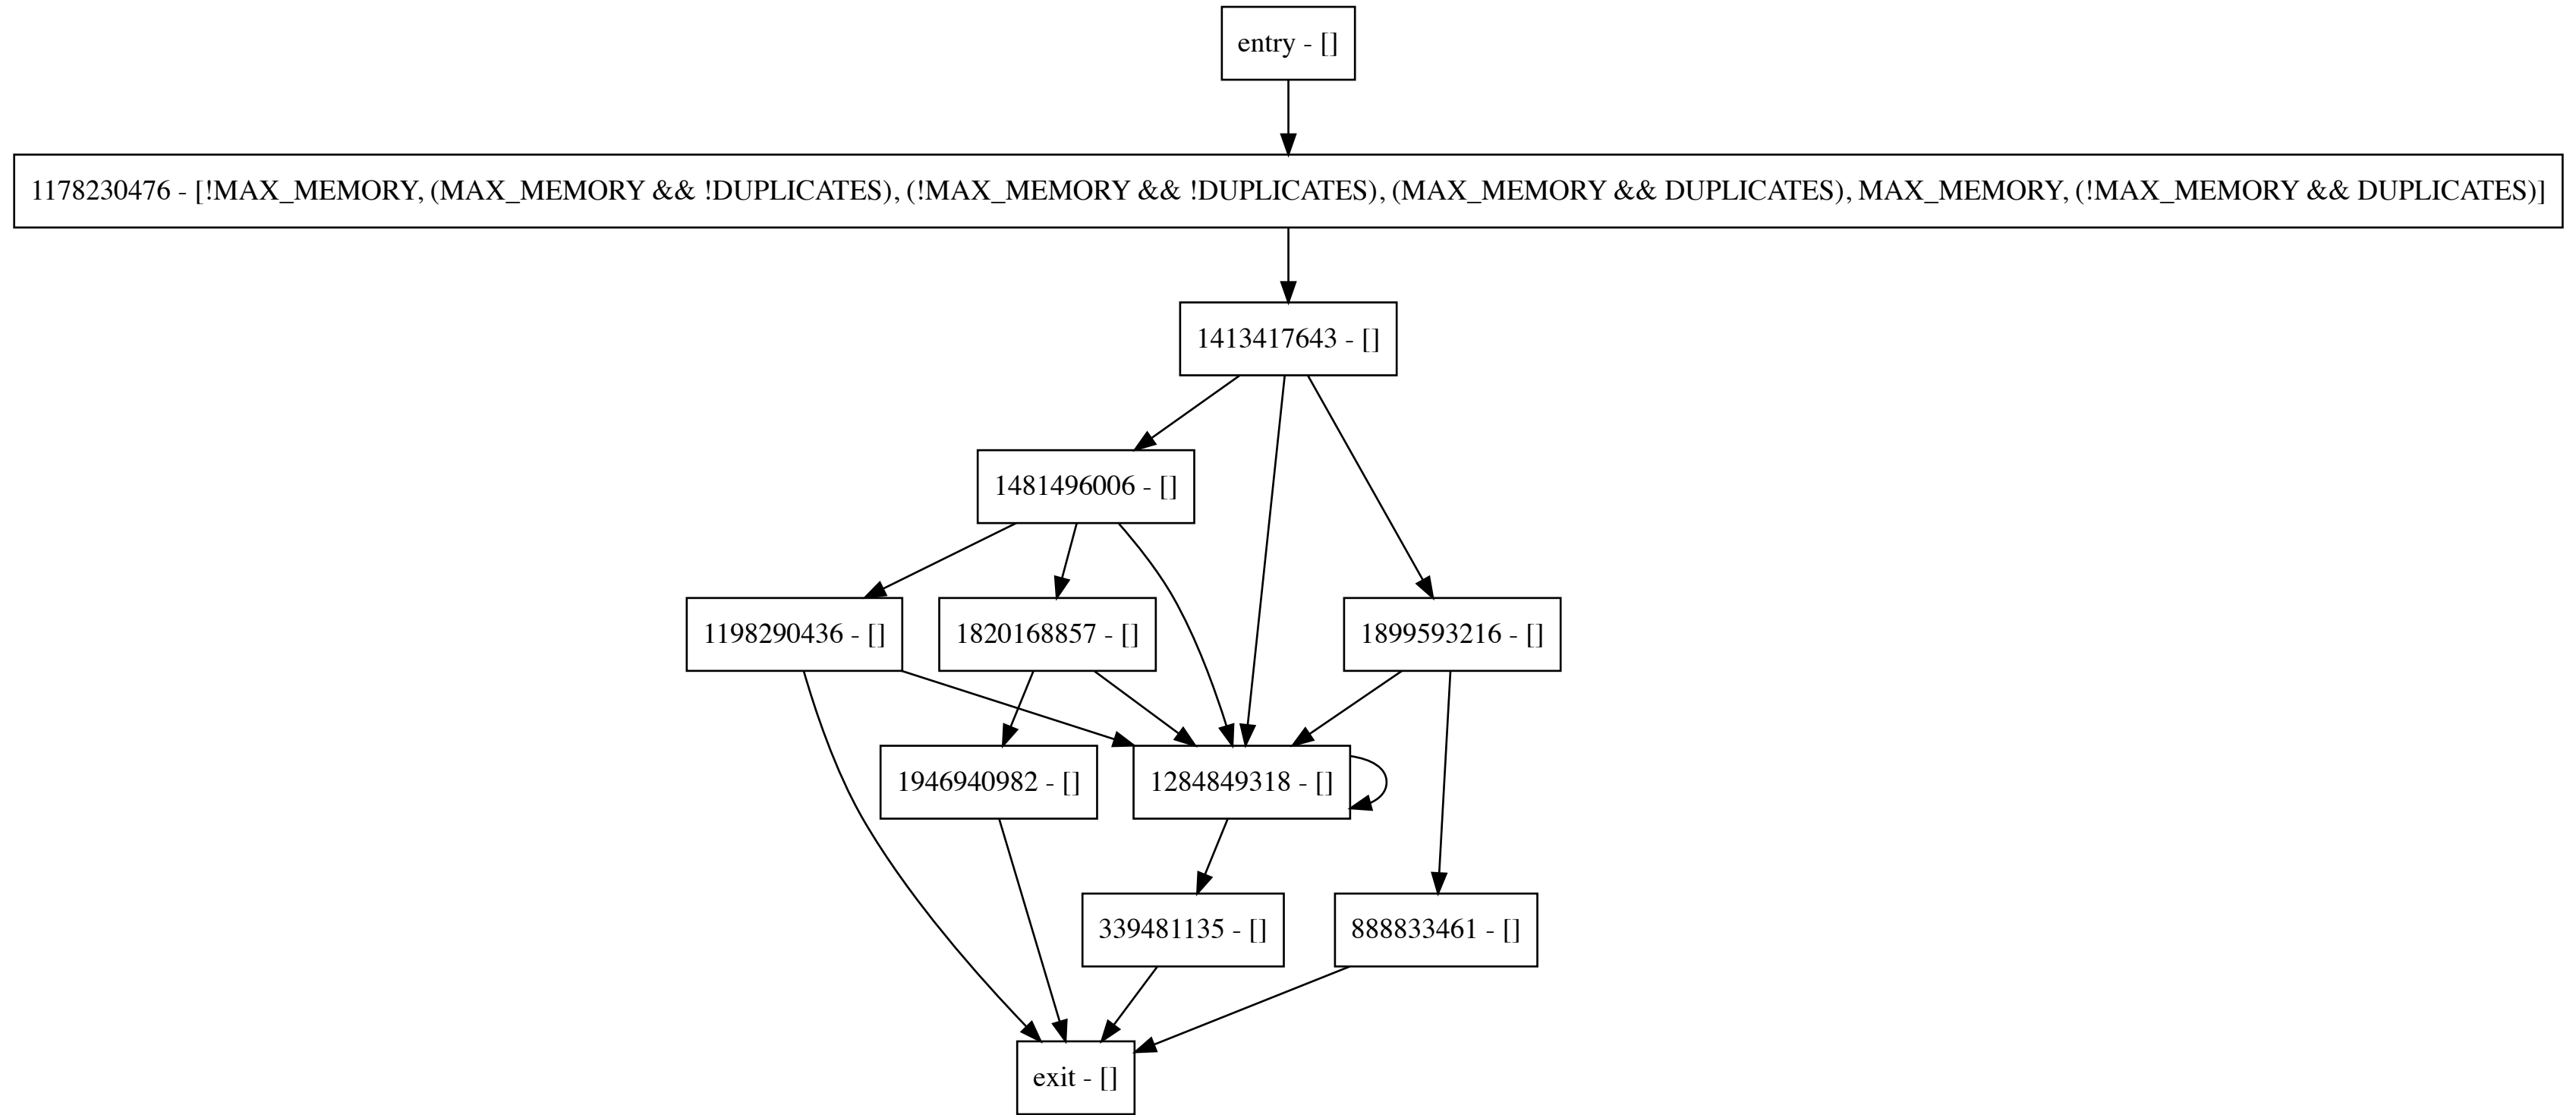 entry - []
1178230476 - [!MAX_MEMORY, (MAX_MEMORY && !DUPLICATES), (!MAX_MEMORY && !DUPLICATES), (MAX_MEMORY && DUPLICATES), MAX_MEMORY, (!MAX_MEMORY && DUPLICATES)]
1413417643 - []
1481496006 - []
1198290436 - []
1820168857 - []
1899593216 - []
1946940982 - []
1284849318 - []
339481135 - []
888833461 - []
exit - []